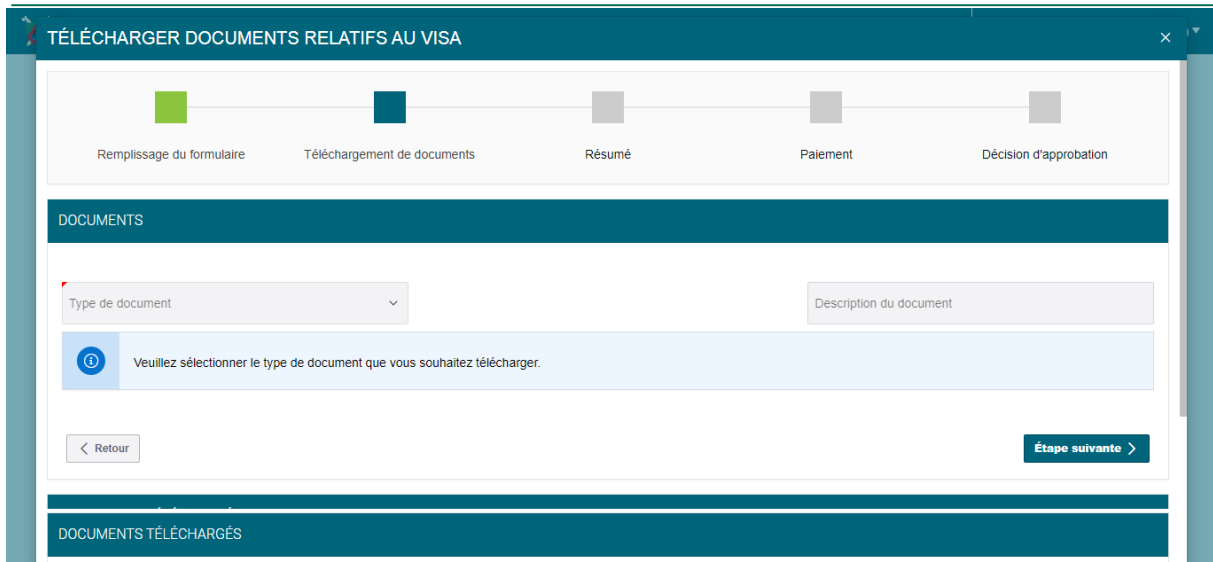 TÉLÉCHARGER DOCUMENTS RELATIFS AU VISA
Remplissage du formulaire
Téléchargement de documents
Résumé
Paiement
Décision d'approbation
DOCUMENTS
Type de document
Description du document
Veuillez sélectionner le type de document que vous souhaitez télécharger.
Retour
Étape suivante
DOCUMENTS TÉLÉCHARGÉS